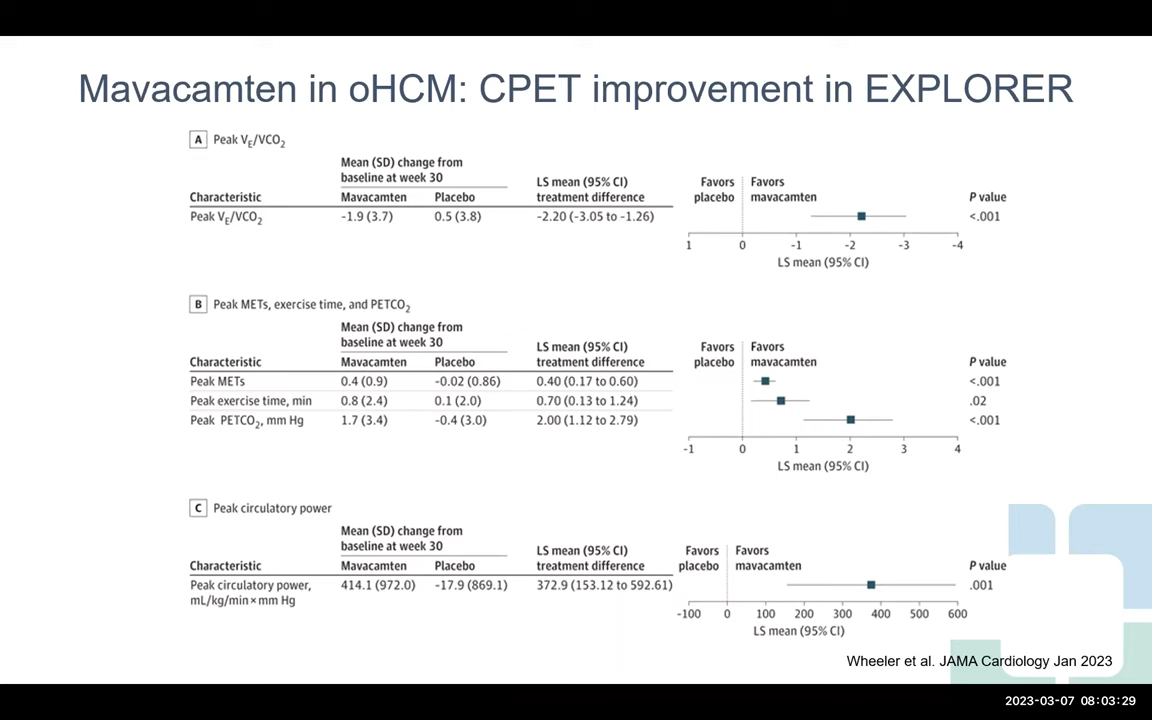 Mavacamten in oHCM: CPET improvement in EXPLORER
A Peak VE/VCO2
Mean (SD) change from
baseline at week 30
LS mean (95% CI)
Favors Favors
Characteristic Mavacamten Placebo treatment difference placebo mavacamten P value
Peak VE/VCO2 -1.9 (3.7) 0.5 (3.8) -2.20 (-3.05 to -1.26) <.001
1 0 -1 -2 -3 -4
LS mean (95% CI)
B Peak METs, exercise time, and PETCO2
Mean (SD) change from
baseline at week 30
LS mean (95% CI)
Favors Favors
Characteristic Mavacamten Placebo treatment difference placebo mavacamten P value
Peak METs 0.4 (0.9) -0.02 (0.86) 0.40 (0.17 to 0.60) <.001
Peak exercise time, min 0.8 (2.4) 0.1 (2.0) 0.70 (0.13 to 1.24) .02
Peak PETCO2, mm Hg 1.7 (3.4) -0.4 (3.0) 2.00 (1.12 to 2.79) <.001
-1 0 1 2 3 4
LS mean (95% CI)
C Peak circulatory power
Mean (SD) change from
baseline at week 30
LS mean (95% CI)
Favors Favors
Characteristic Mavacamten Placebo treatment difference placebo mavacamten P value
Peak circulatory power, 414.1 (972.0) -17.9 (869.1) 372.9 (153.12 to 592.61) .001
mL/kg/min×mm Hg
-100 0 100 200 300 400 500 600
LS mean (95% CI)
Wheeler et al. JAMA Cardiology Jan 2023
2023-03-07 08:03:29